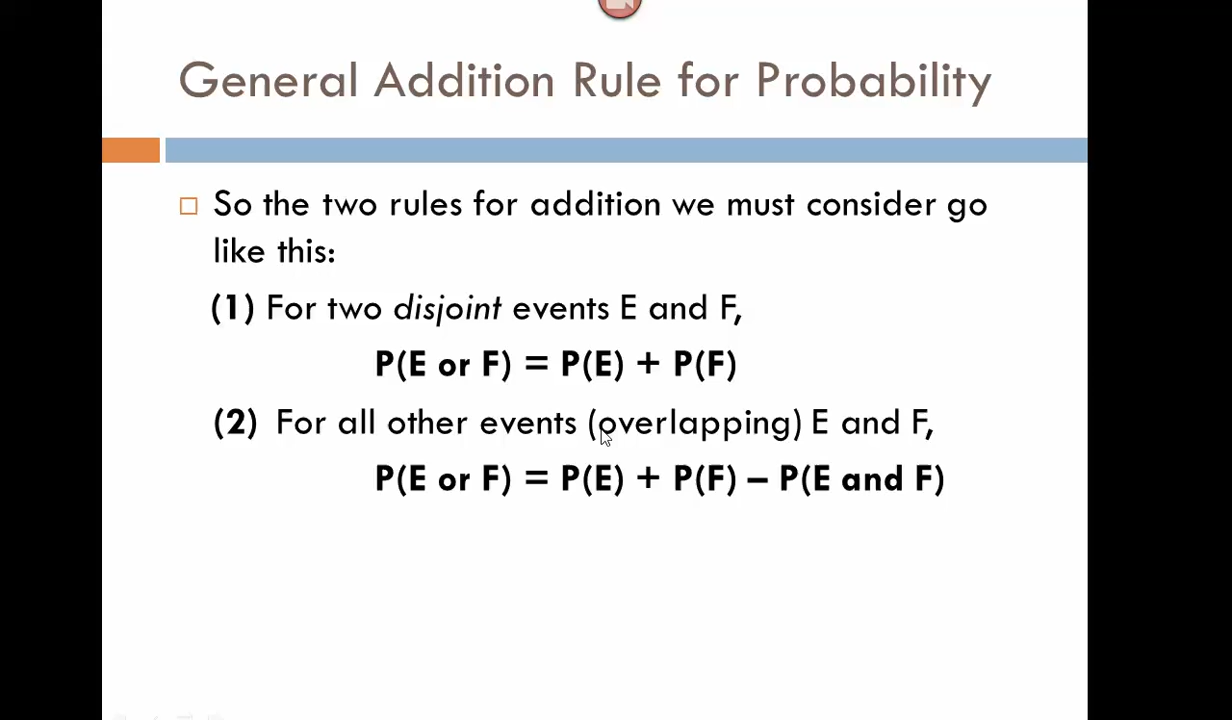 General Addition Rule for Probability
So the two rules for addition we must consider go
like this:
(1) For two disjoint events E and F,
P(E or F) = P(E) + P(F)
(2) For all other events (overlapping) E and F,
P(E or F) = P(E) + P(F) – P(E and F)